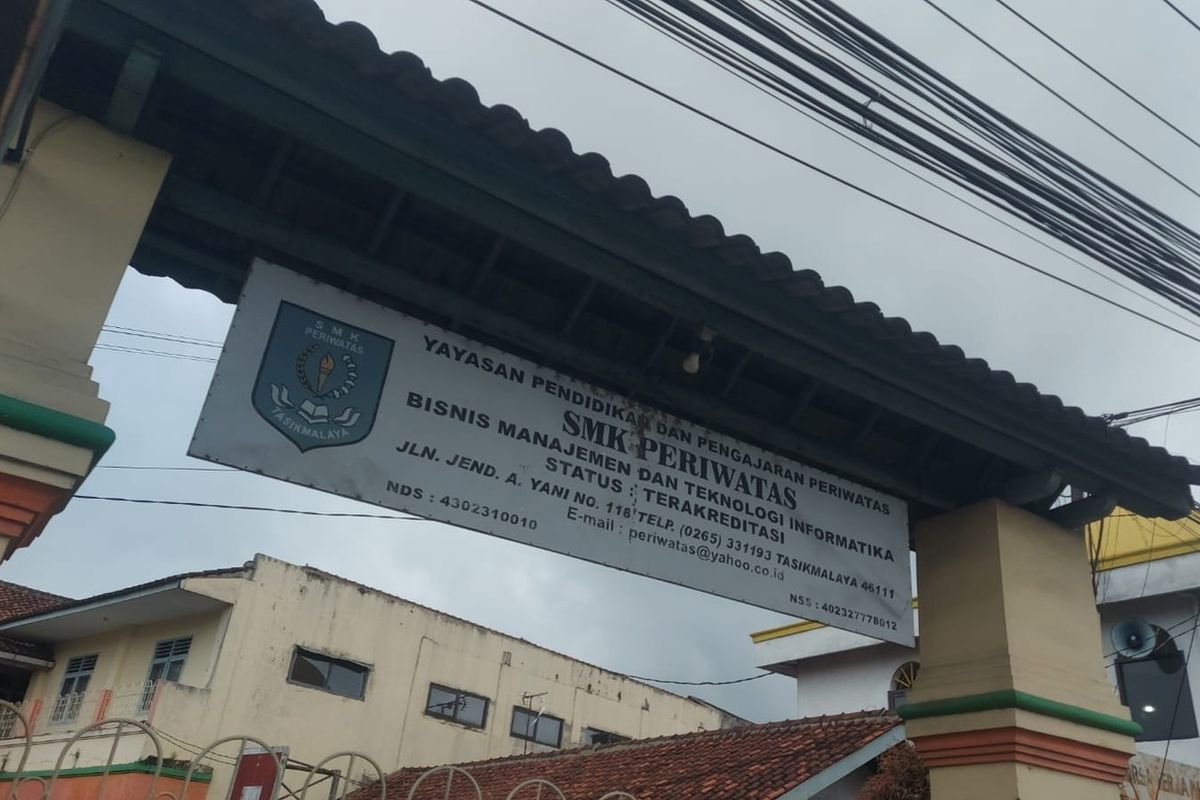 SMK
PERIWATAS
TASIKMALAYA
YAYASAN PENDIDIKAN DAN PENGAJARAN PERIWATAS
SMK PERIWATAS
BISNIS MANAJEMEN DAN TEKNOLOGI INFORMATIKA
STATUS : TERAKREDITASI
JLN. JEND. A. YANI NO. 118 TELP. (0265) 331193 TASIKMALAYA 46111
E-mail : periwatas@yahoo.co.id
NDS : 4302310010
NSS : 402327778012